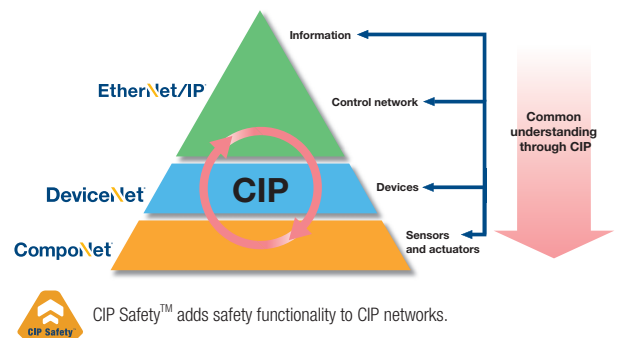 Information
EtherNet/IP
Control network
Common
understanding
through CIP
DeviceNet
CIP
Devices
CompoNet
Sensors
and actuators
CIP Safety
CIP Safety™ adds safety functionality to CIP networks.